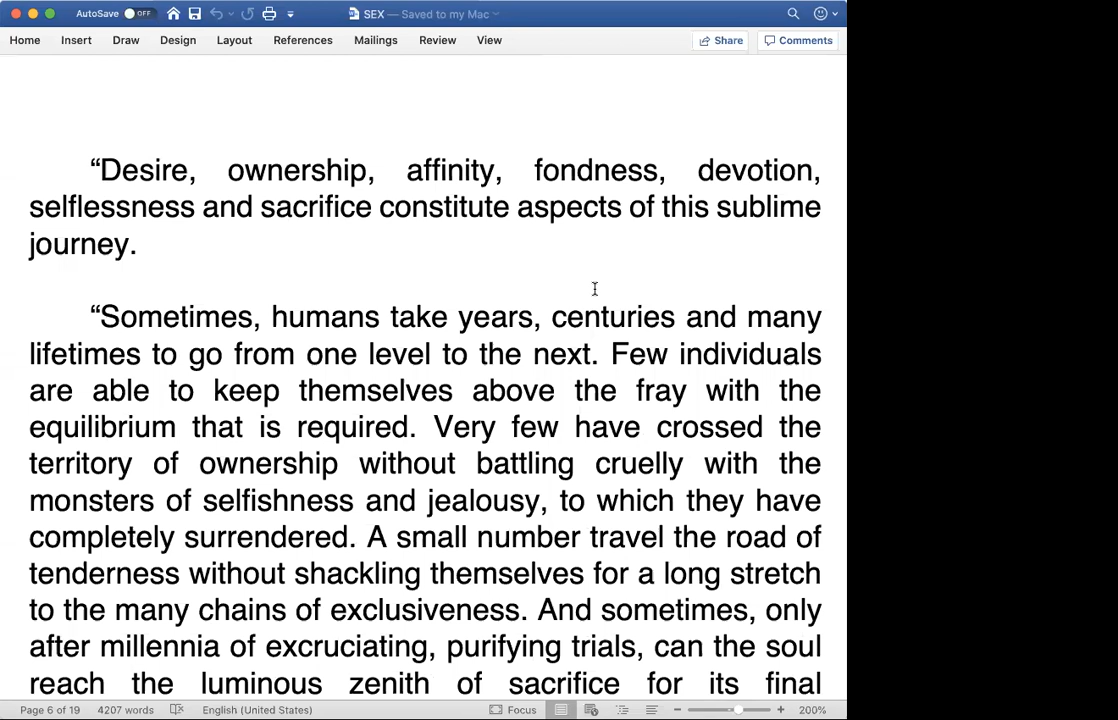 AutoSave OFF SEX — Saved to my Mac
Home Insert Draw Design Layout References Mailings Review View Share Comments
“Desire, ownership, affinity, fondness, devotion,
selflessness and sacrifice constitute aspects of this sublime
journey.
“Sometimes, humans take years, centuries and many
lifetimes to go from one level to the next. Few individuals
are able to keep themselves above the fray with the
equilibrium that is required. Very few have crossed the
territory of ownership without battling cruelly with the
monsters of selfishness and jealousy, to which they have
completely surrendered. A small number travel the road of
tenderness without shackling themselves for a long stretch
to the many chains of exclusiveness. And sometimes, only
after millennia of excruciating, purifying trials, can the soul
reach the luminous zenith of sacrifice for its final
Page 6 of 19 4207 words English (United States) Focus 200%